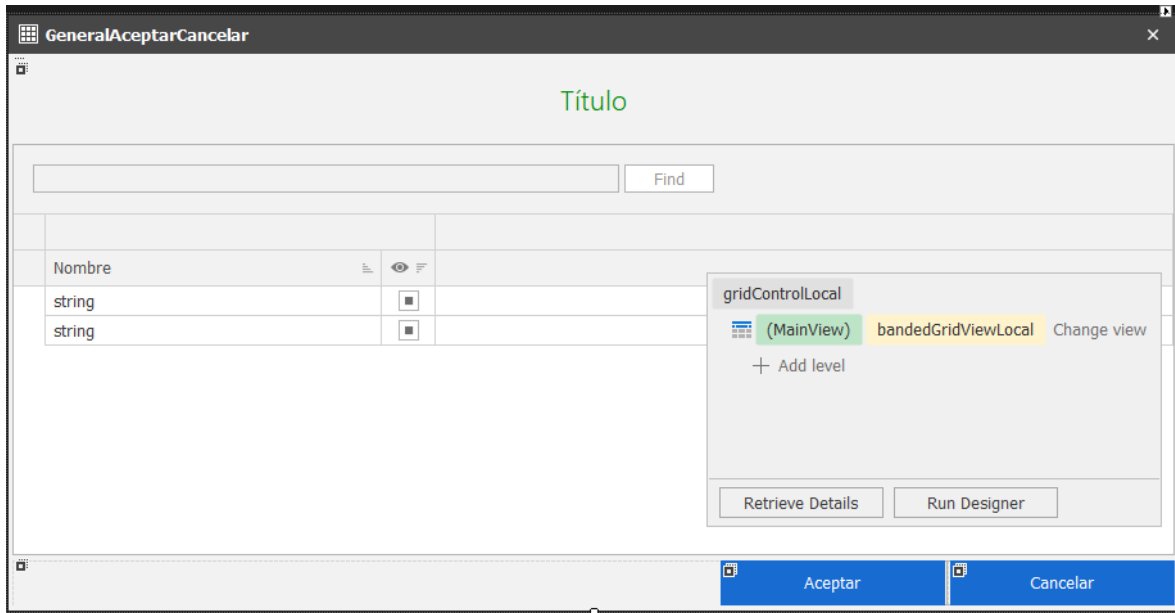 GeneralAceptarCancelar
Título
Find
Nombre
string
string
gridControlLocal
(MainView) bandedGridViewLocal Change view
Add level
Retrieve Details Run Designer
Aceptar Cancelar